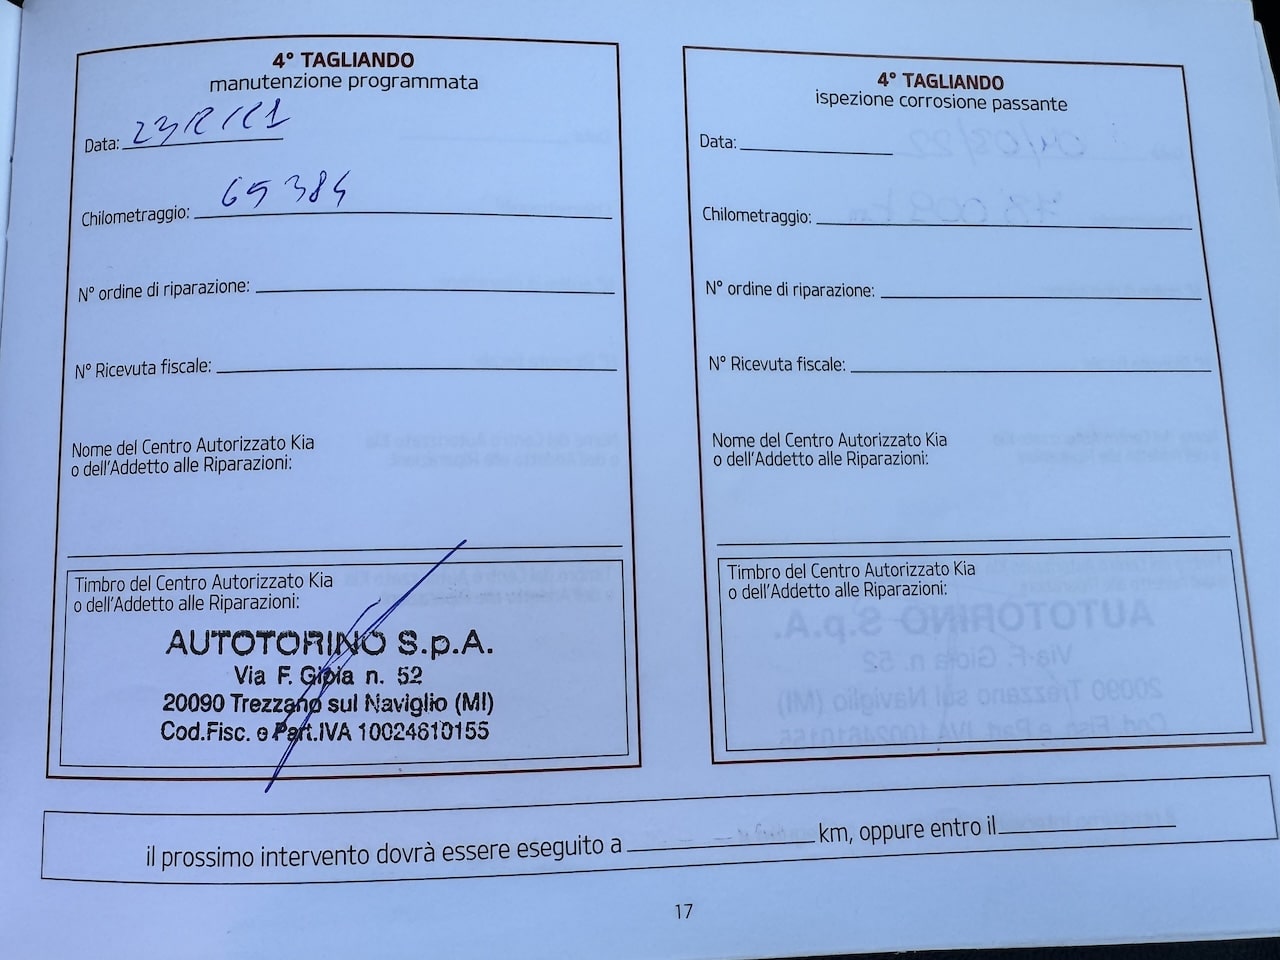 4° TAGLIANDO
manutenzione programmata
Data:
Chilometraggio: 69 384
N° ordine di riparazione:
N° Ricevuta fiscale:
Nome del Centro Autorizzato Kia
o dell'Addetto alle Riparazioni:
Timbro del Centro Autorizzato Kia
o dell'Addetto alle Riparazioni:
AUTOTORINO S.p.A.
Via F. Gioia n. 52
20090 Trezzano sul Naviglio (MI)
Cod.Fisc. e Part.IVA 10024610155
4° TAGLIANDO
ispezione corrosione passante
Data:
Chilometraggio:
N° ordine di riparazione:
N° Ricevuta fiscale:
Nome del Centro Autorizzato Kia
o dell'Addetto alle Riparazioni:
Timbro del Centro Autorizzato Kia
o dell'Addetto alle Riparazioni:
il prossimo intervento dovrà essere eseguito a km, oppure entro il
17